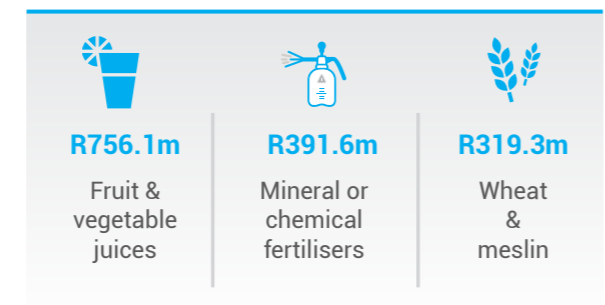 R756.1m
Fruit &
vegetable
juices
R391.6m
Mineral or
chemical
fertilisers
R319.3m
Wheat
&
meslin